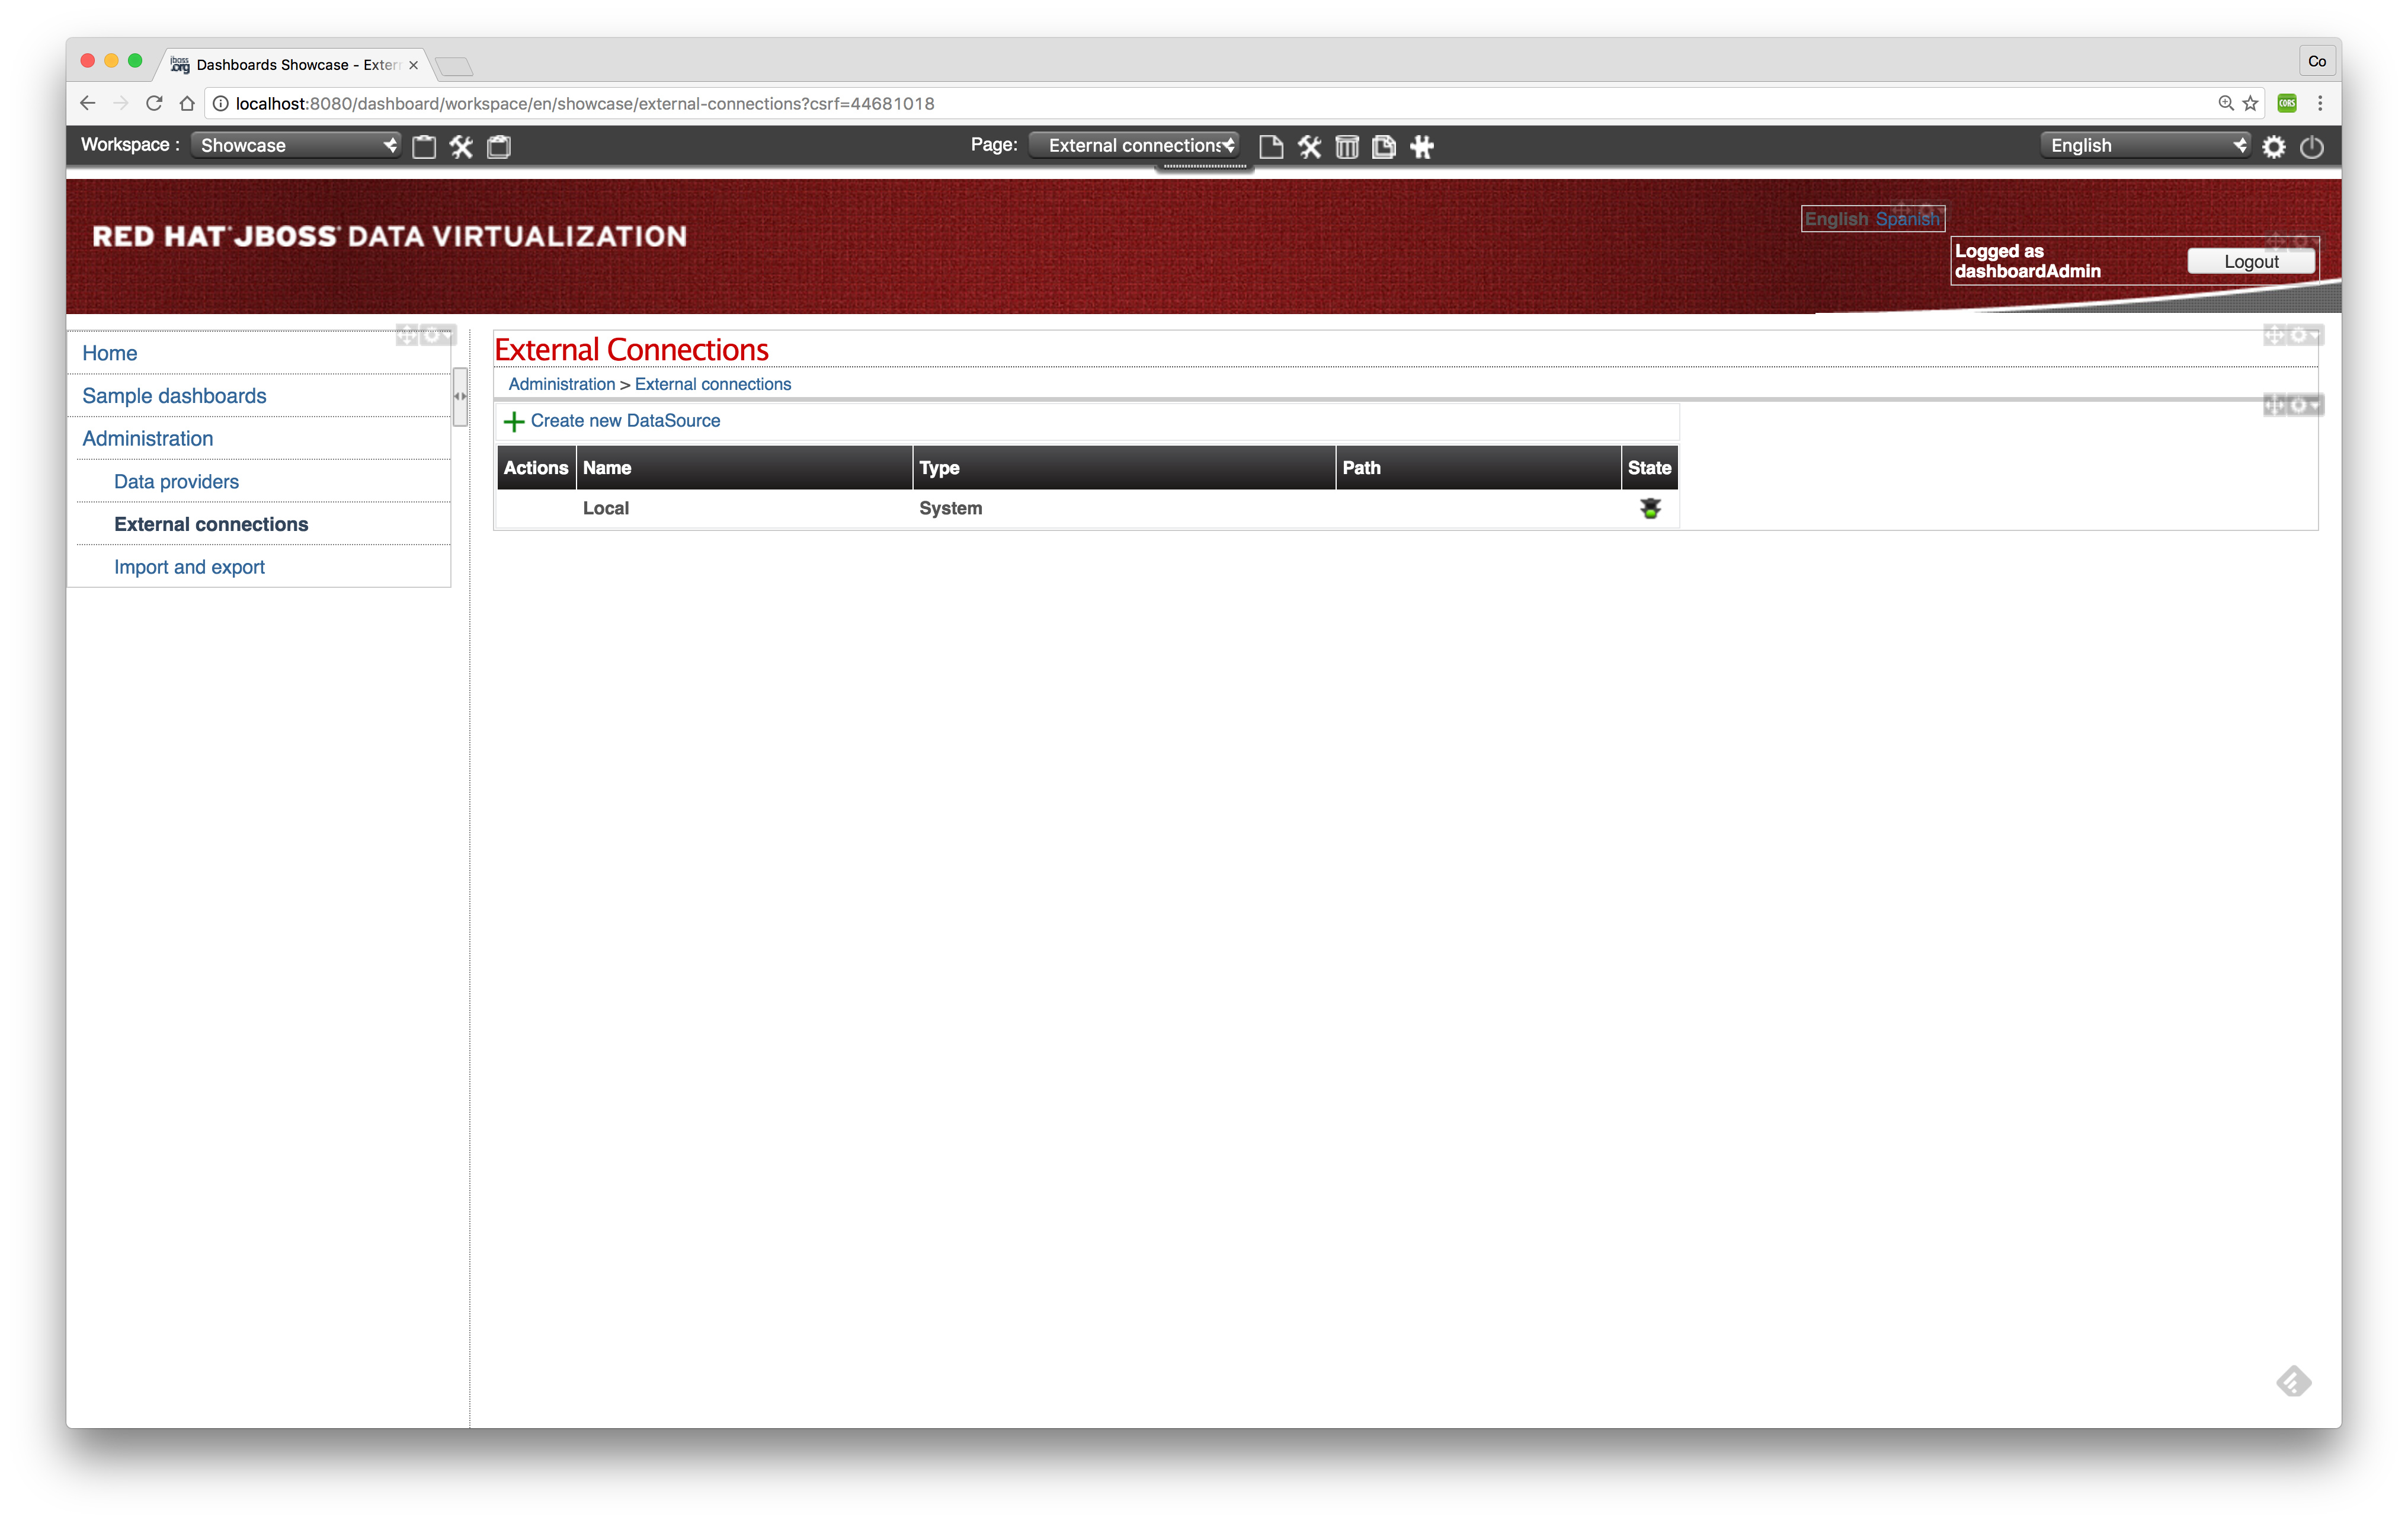 jboss.org Dashboards Showcase - Exter
Co
localhost:8080/dashboard/workspace/en/showcase/external-connections?csrf=44681018
CORS
Workspace : Showcase Page: External connections English
RED HAT JBOSS DATA VIRTUALIZATION
English Spanish
Logged as
dashboardAdmin
Logout
Home
Sample dashboards
Administration
Data providers
External connections
Import and export
External Connections
Administration > External connections
Create new DataSource
Actions Name Type Path State
Local System